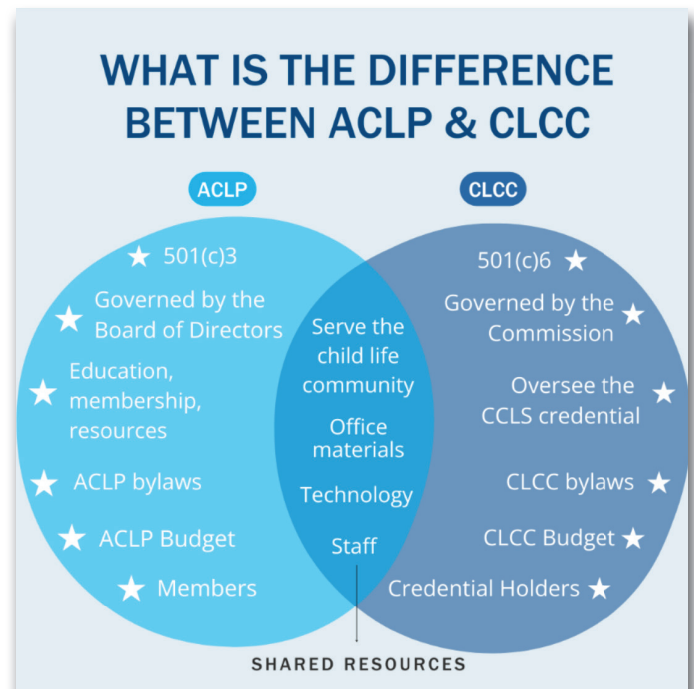 WHAT IS THE DIFFERENCE
BETWEEN ACLP & CLCC
ACLP
501(c)3
Governed by the
Board of Directors
Education,
membership,
resources
ACLP bylaws
ACLP Budget
Members
Serve the
child life
community
Office
materials
Technology
Staff
CLCC
501(c)6
Governed by the
Commission
Oversee the
CCLS credential
CLCC bylaws
CLCC Budget
Credential Holders
SHARED RESOURCES